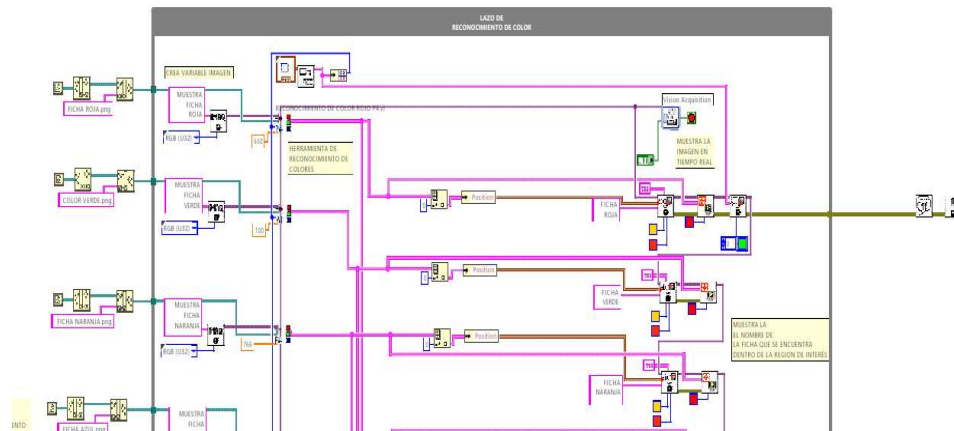 LAZO DE
RECONOCIMIENTO DE COLOR
CREA VARIABLE IMAGEN
FICHA ROJA.png
MUESTRA
FICHA
ROJA
RGB (U32)
RECONOCIMIENTO DE COLOR ROJO P4.VI
HERRAMIENTA DE
RECONOCIMIENTO DE
COLORES
Vision Acquisition
MUESTRA LA
IMAGEN EN
TIEMPO REAL
COLOR VERDE.png
MUESTRA
FICHA
VERDE
RGB (U32)
Position
FICHA
ROJA
Position
FICHA
VERDE
FICHA NARANJA.png
MUESTRA
FICHA
NARANJA
RGB (U32)
766
Position
FICHA
NARANJA
MUESTRA LA
EL NOMBRE DE
LA FICHA QUE SE ENCUENTRA
DENTRO DE LA REGION DE INTERÉS
FICHA AZUL.png
MUESTRA
FICHA